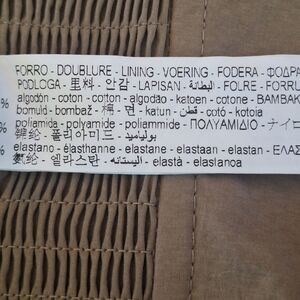 FORRO - DOUBLURE - LINING - VOERING - FODERA - ΦΟΔΡΑ
PODLOGA - 里料 - 안감 - LAPISAN - البطانة - FOLRE - FORRU
% algodón - coton - cotton - algodão - katoen - cotone - ΒΑΜΒΑΚ
bomuld - bombaž - 棉 - 면 - katun - قطن - cotó - kotoia
% poliamida - polyamide - poliammide - ΠΟΛΥΑΜΙΔΙΟ - ナイロ
锦纶 - 폴리아미드 - بولياميد
% elastano - élasthanne - elastane - elastaan - elastan - ΕΛΑΣ
氨纶 - 엘라스탄 - اليستانه - elastà - elastanoa